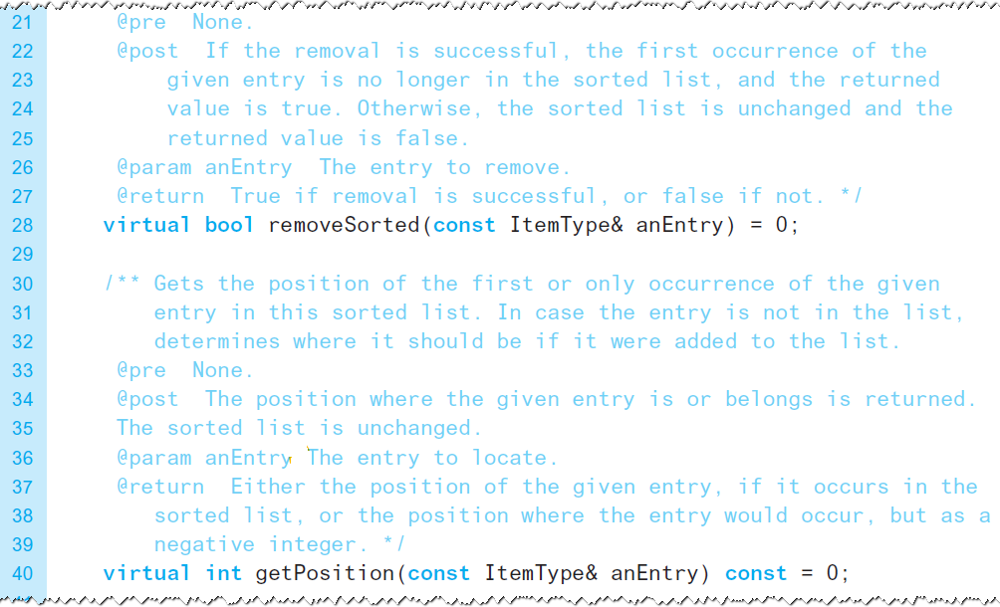 21 @pre None.
22 @post If the removal is successful, the first occurrence of the
23 given entry is no longer in the sorted list, and the returned
24 value is true. Otherwise, the sorted list is unchanged and the
25 returned value is false.
26 @param anEntry The entry to remove.
27 @return True if removal is successful, or false if not. */
28 virtual bool removeSorted(const ItemType& anEntry) = 0;
29
30 /** Gets the position of the first or only occurrence of the given
31 entry in this sorted list. In case the entry is not in the list,
32 determines where it should be if it were added to the list.
33 @pre None.
34 @post The position where the given entry is or belongs is returned.
35 The sorted list is unchanged.
36 @param anEntry The entry to locate.
37 @return Either the position of the given entry, if it occurs in the
38 sorted list, or the position where the entry would occur, but as a
39 negative integer. */
40 virtual int getPosition(const ItemType& anEntry) const = 0;